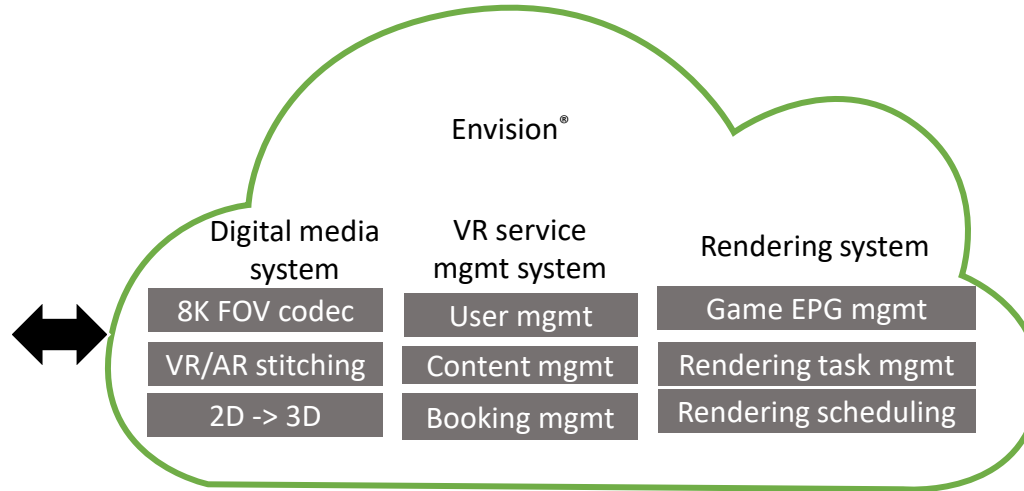 Envision®
Digital media
system
8K FOV codec
VR/AR stitching
2D -> 3D
VR service
mgmt system
User mgmt
Content mgmt
Booking mgmt
Rendering system
Game EPG mgmt
Rendering task mgmt
Rendering scheduling